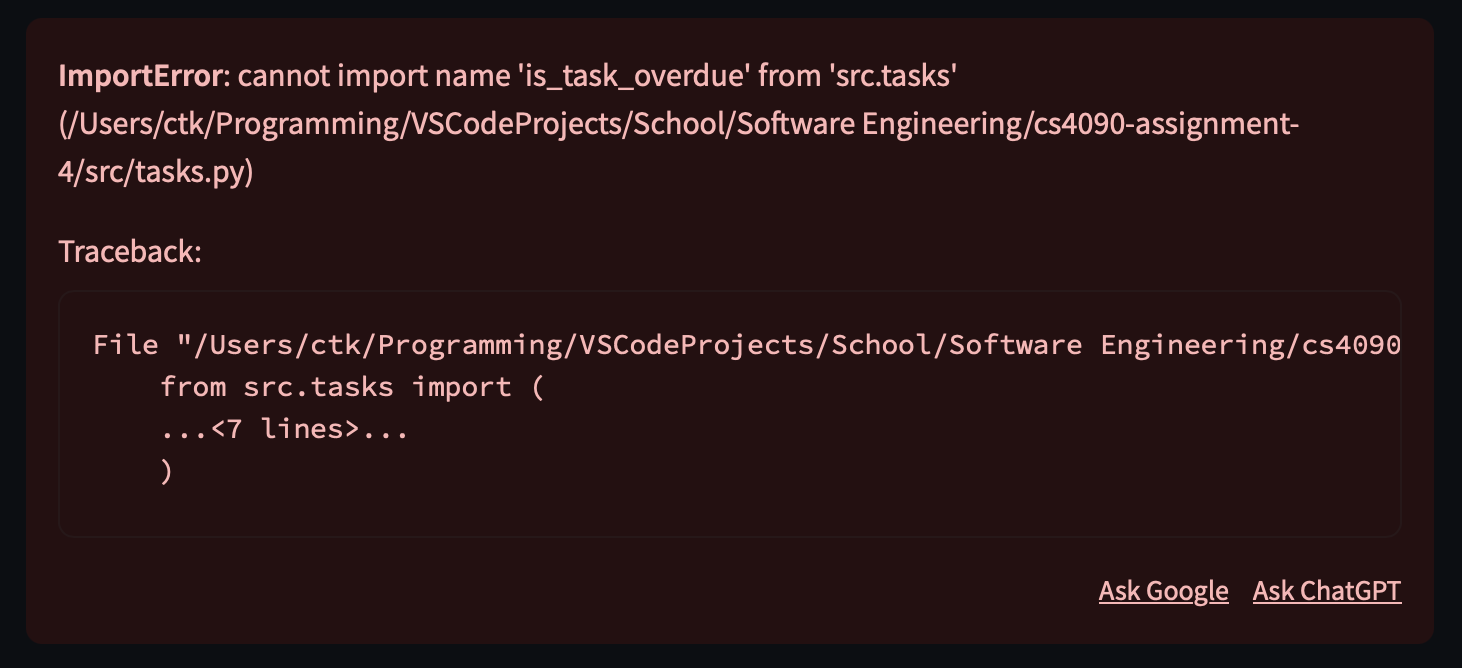 ImportError: cannot import name 'is_task_overdue' from 'src.tasks'
(/Users/ctk/Programming/VSCodeProjects/School/Software Engineering/cs4090-assignment-
4/src/tasks.py)
Traceback:
File "/Users/ctk/Programming/VSCodeProjects/School/Software Engineering/cs4090
from src.tasks import (
...<7 lines>...
)
Ask Google Ask ChatGPT